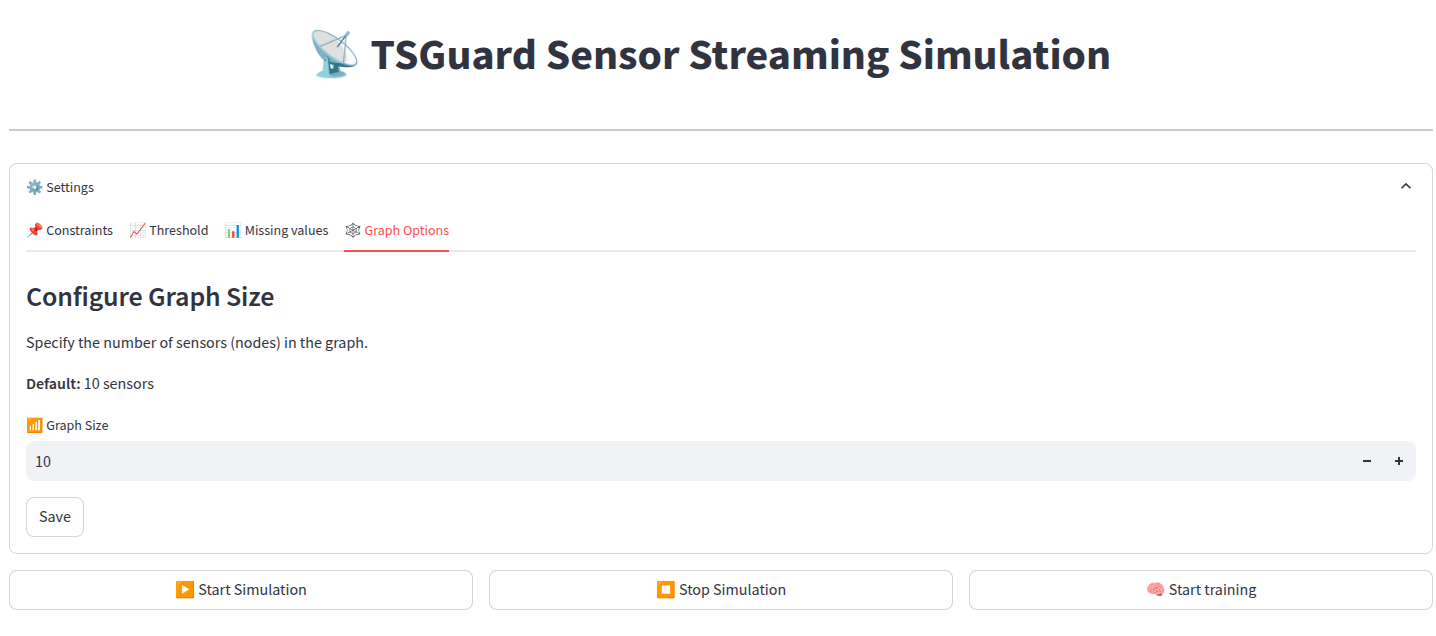 TSGuard Sensor Streaming Simulation
Settings
Constraints Threshold Missing values Graph Options
Configure Graph Size
Specify the number of sensors (nodes) in the graph.
Default: 10 sensors
Graph Size
10 − +
Save
Start Simulation Stop Simulation Start training